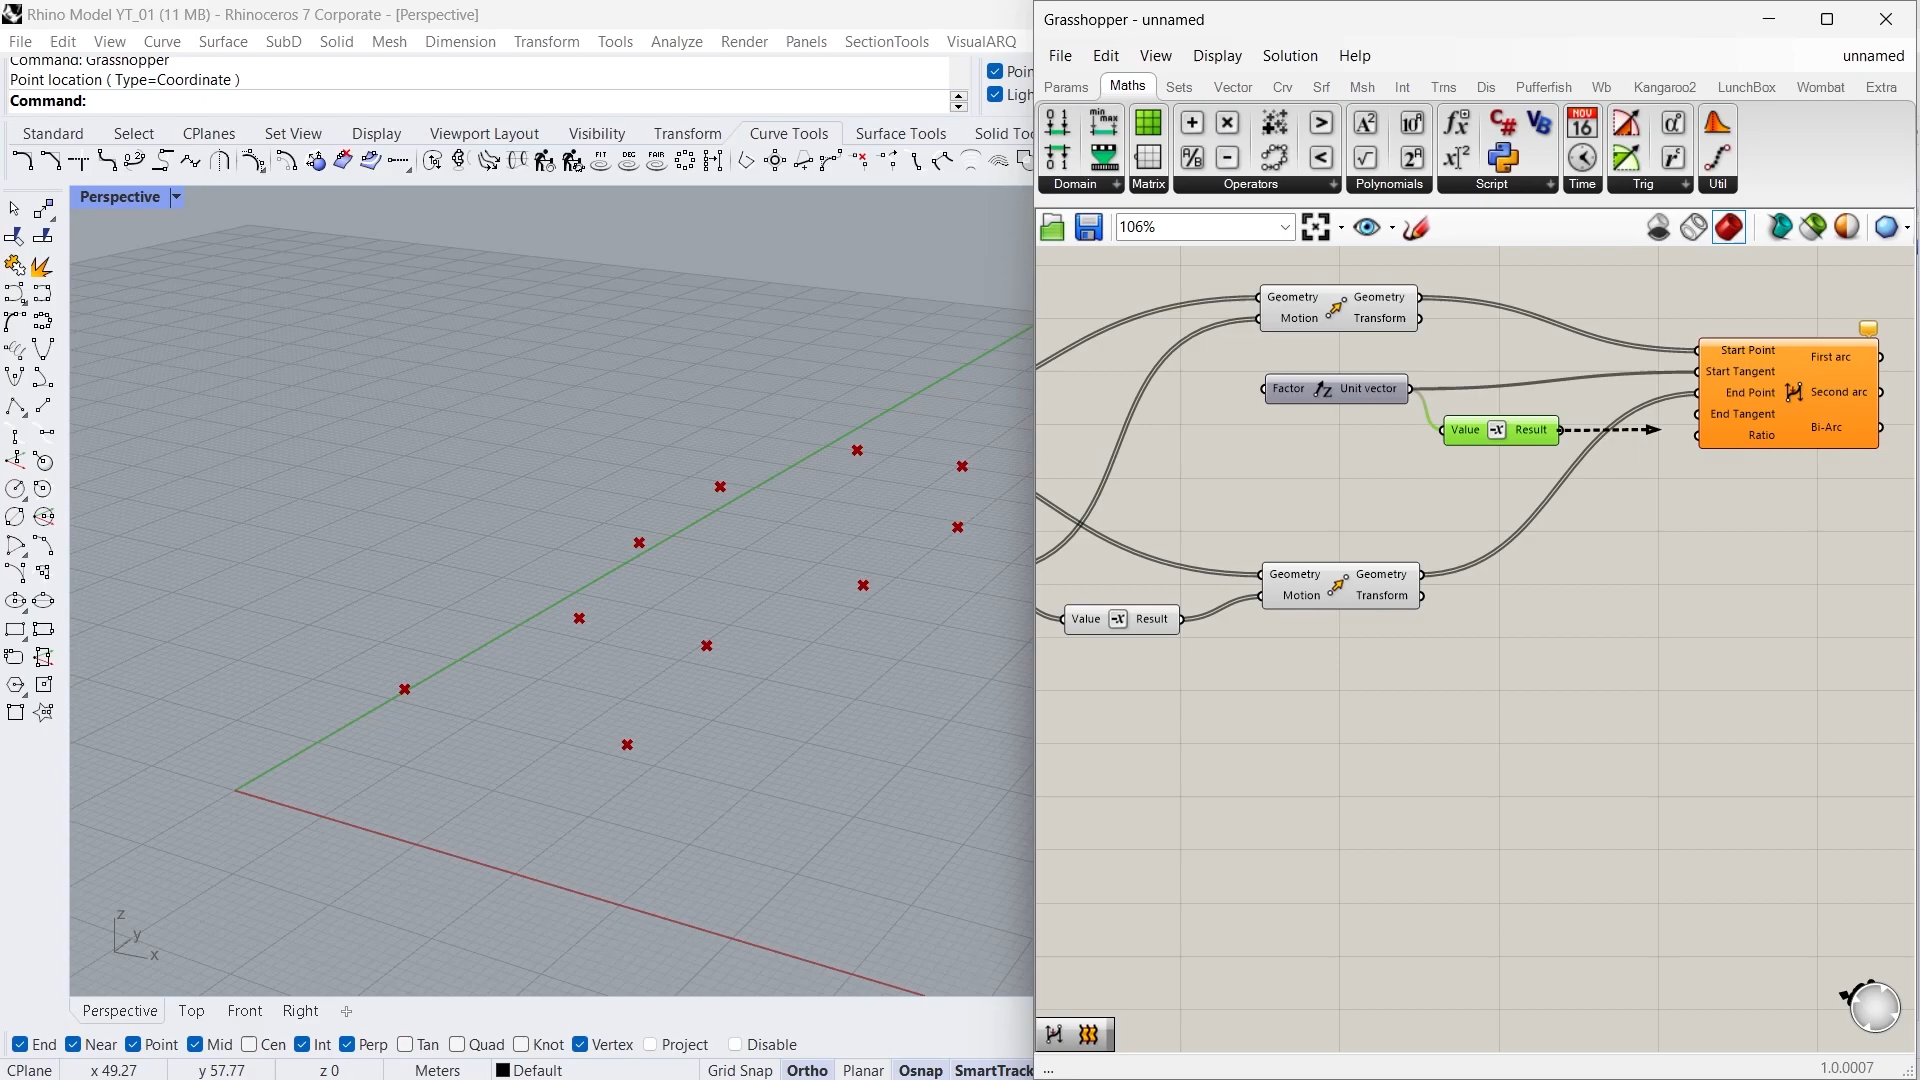 Rhino Model YT_01 (11 MB) - Rhinoceros 7 Corporate - [Perspective]
File Edit View Curve Surface SubD Solid Mesh Dimension Transform Tools Analyze Render Panels SectionTools VisualARQ
Command: Grasshopper
Point location ( Type=Coordinate )
Command:
Standard Select CPlanes Set View Display Viewport Layout Visibility Transform Curve Tools Surface Tools
Perspective
z
y
x
Perspective Top Front Right
End Near Point Mid Cen Int Perp Tan Quad Knot Vertex Project Disable
CPlane x 49.27 y 57.77 z 0 Meters Default Grid Snap Ortho Planar Osnap SmartTrack
Grasshopper - unnamed
File Edit View Display Solution Help unnamed
Params Maths Sets Vector Crv Srf Msh Int Trns Dis Pufferfish Wb Kangaroo2 LunchBox Wombat Extra
Domain Matrix Operators Polynomials Script Time Trig Util
106%
Geometry Geometry
Motion Transform
Factor Unit vector
Value -x Result
Start Point
Start Tangent
End Point
End Tangent
Ratio
First arc
Second arc
Bi-Arc
Geometry Geometry
Motion Transform
Value -x Result
...
1.0.0007